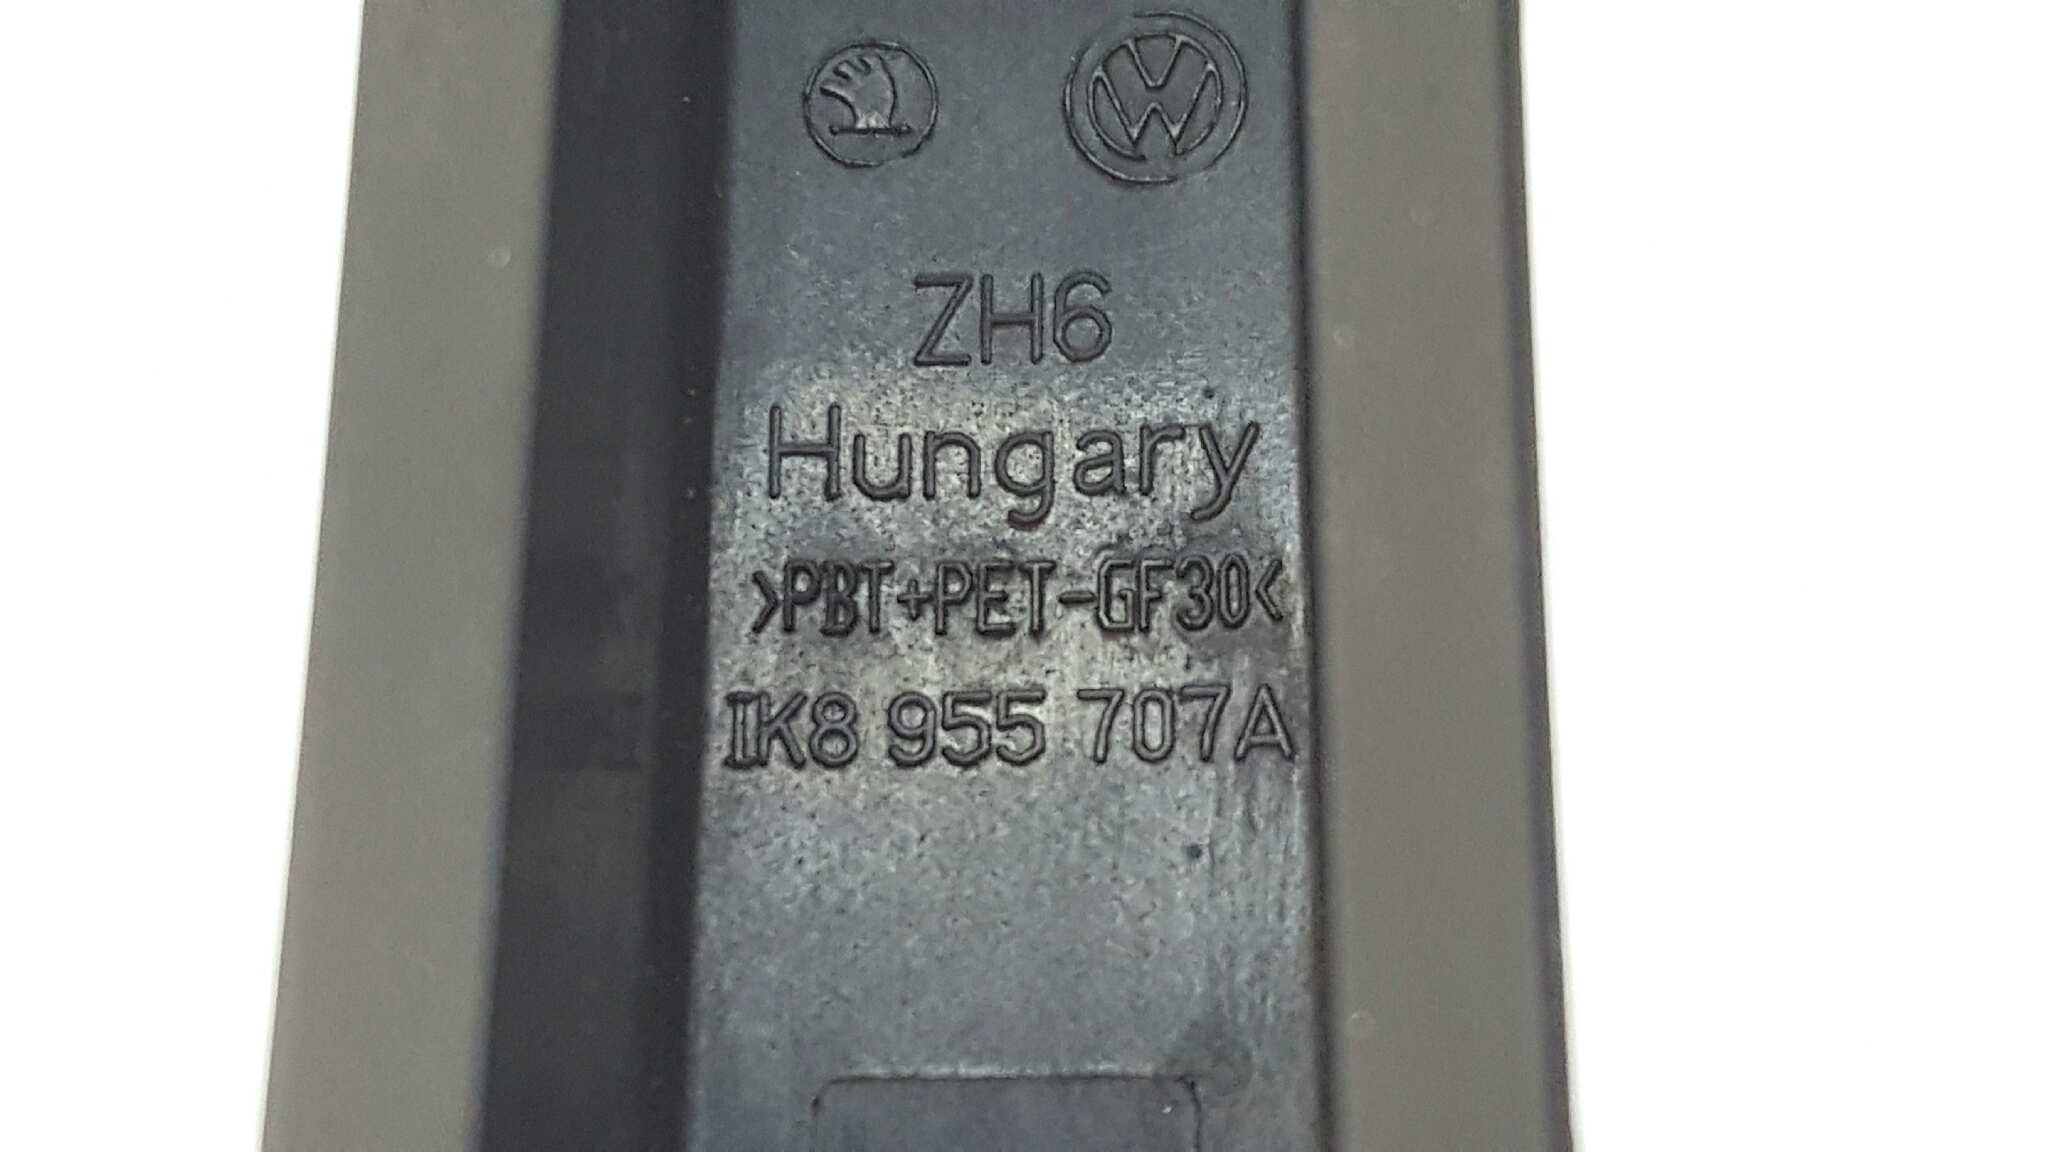 ZH6
Hungary
>PBT+PET-GF30<
1K8 955 707A